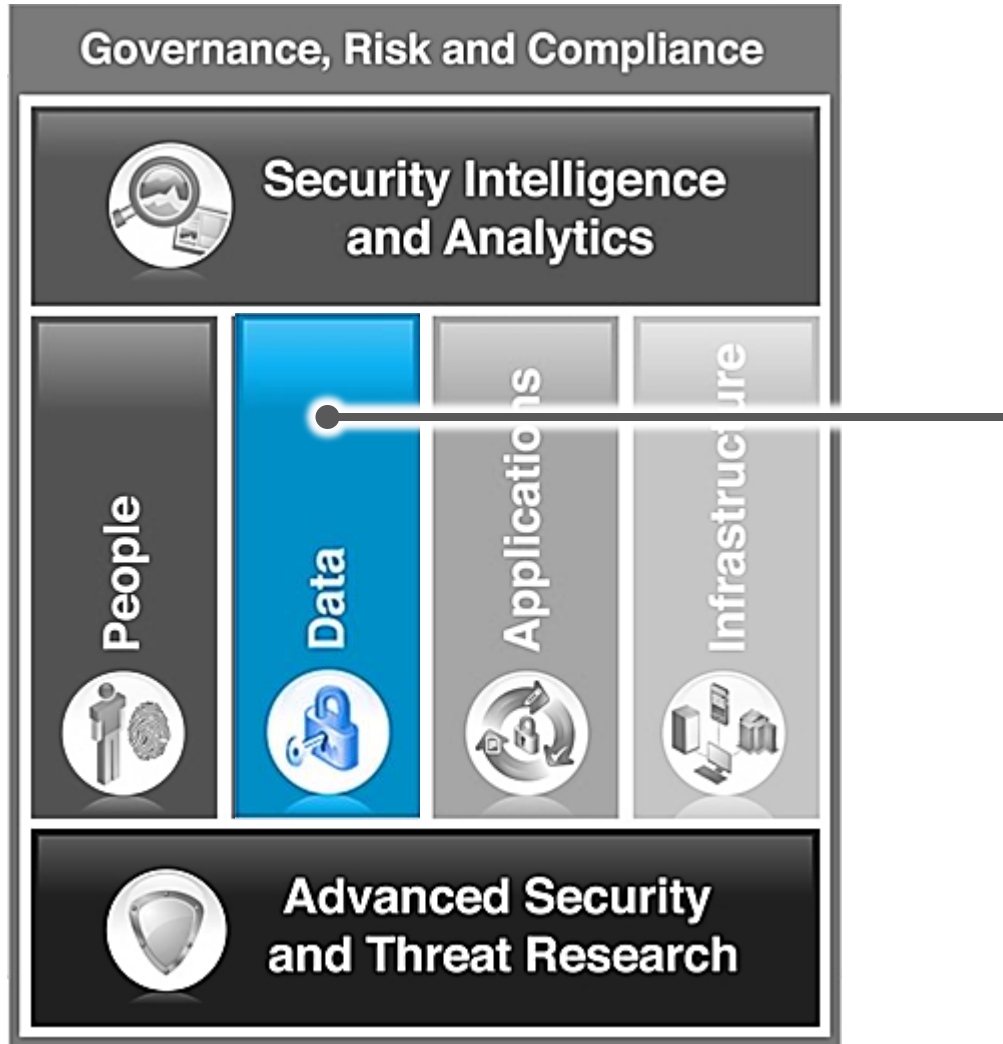 Governance, Risk and Compliance
Security Intelligence
and Analytics
People
Data
Applications
Infrastructure
Advanced Security
and Threat Research